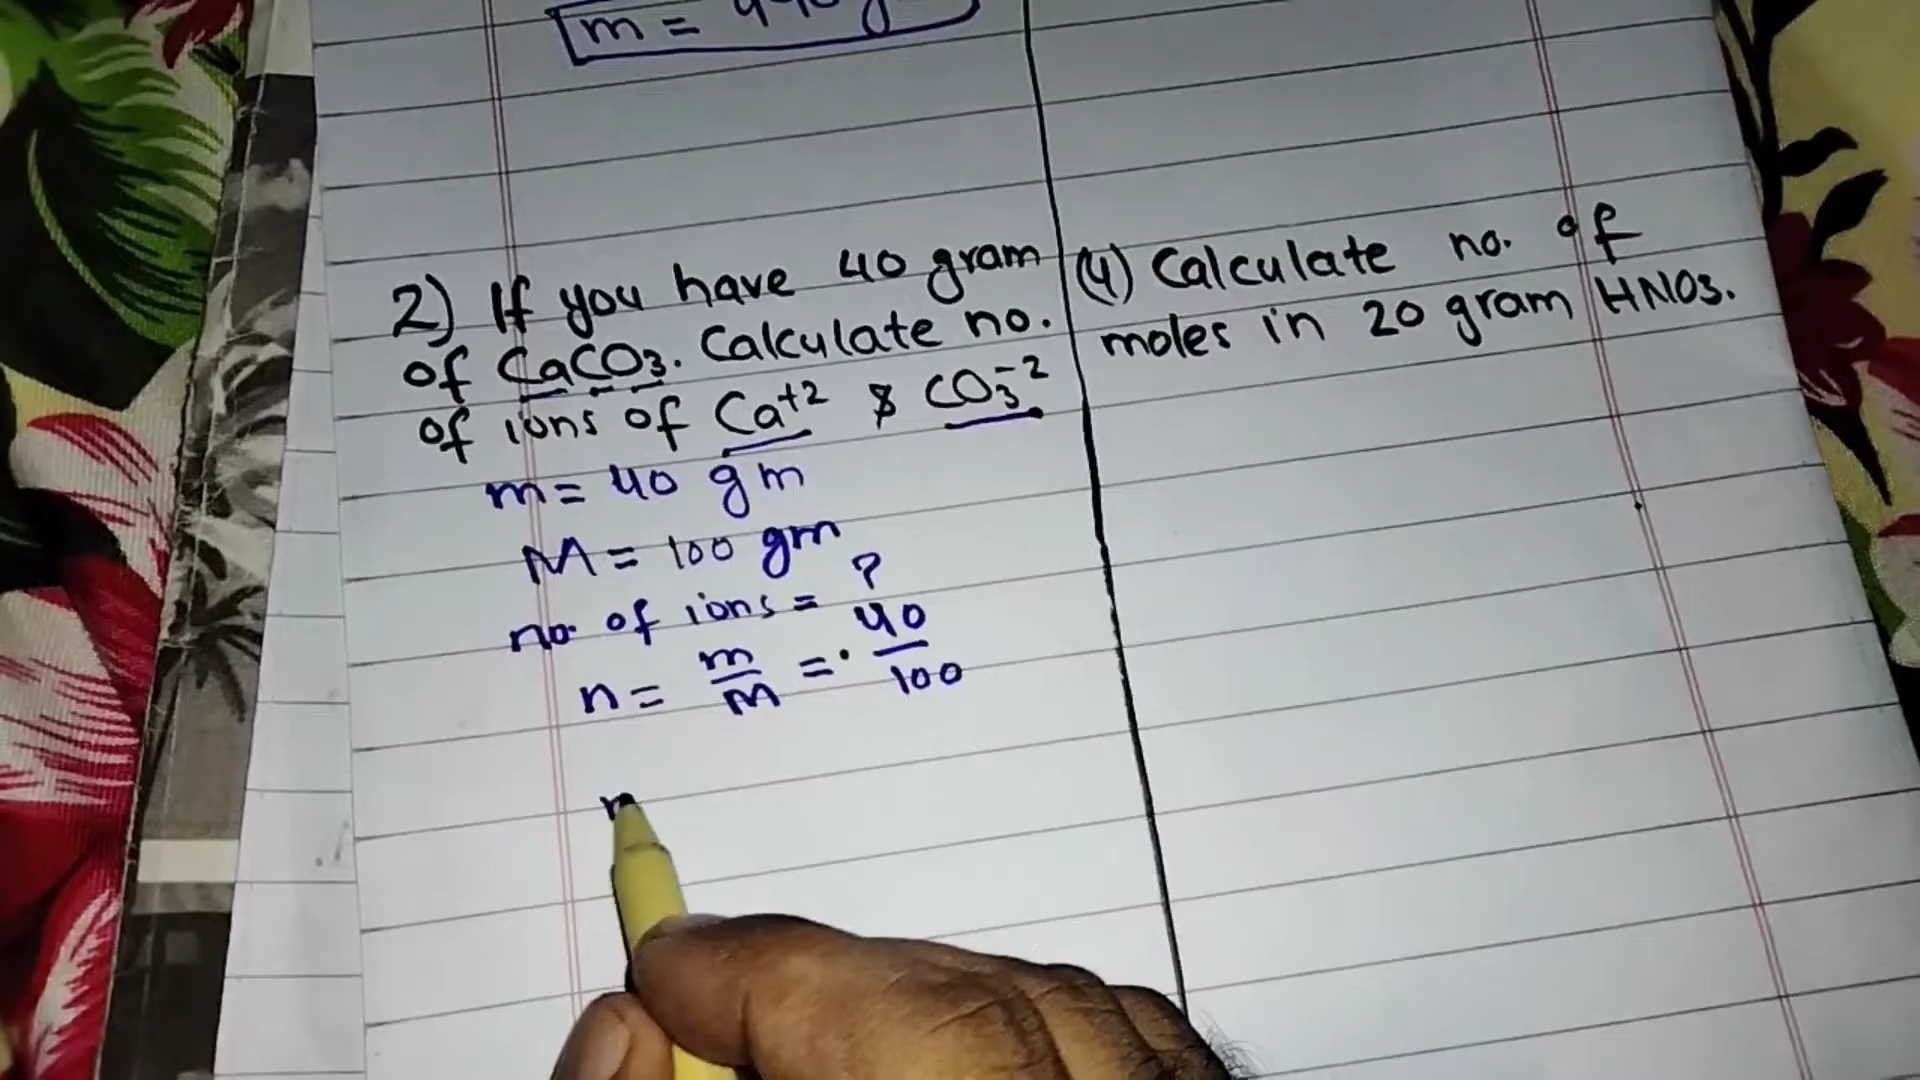 m =
2) If you have 40 gram
of CaCO3. Calculate no.
of ions of Ca+2 & CO3-2
m = 40 gm
M = 100 gm
no. of ions = ?
n = m/M = 40/100
(4) Calculate no. of
moles in 20 gram HNO3.